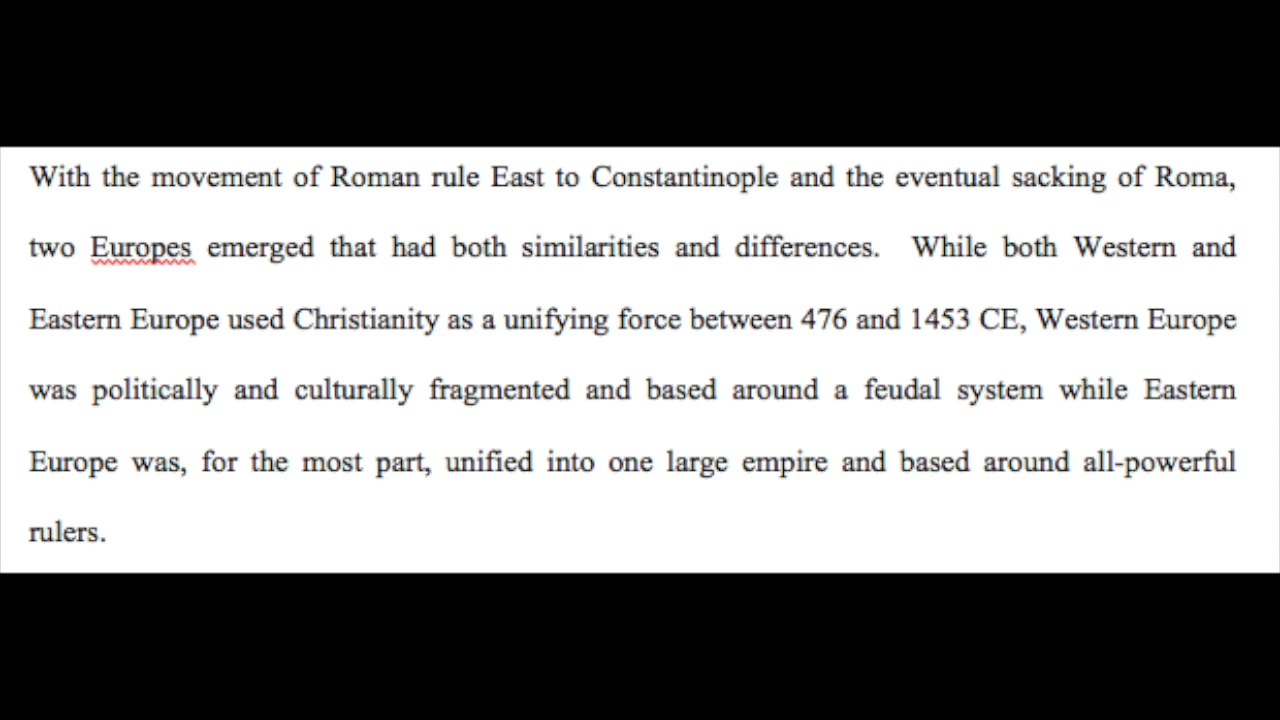 With the movement of Roman rule East to Constantinople and the eventual sacking of Roma,
two Europes emerged that had both similarities and differences.  While both Western and
Eastern Europe used Christianity as a unifying force between 476 and 1453 CE, Western Europe
was politically and culturally fragmented and based around a feudal system while Eastern
Europe was, for the most part, unified into one large empire and based around all-powerful
rulers.